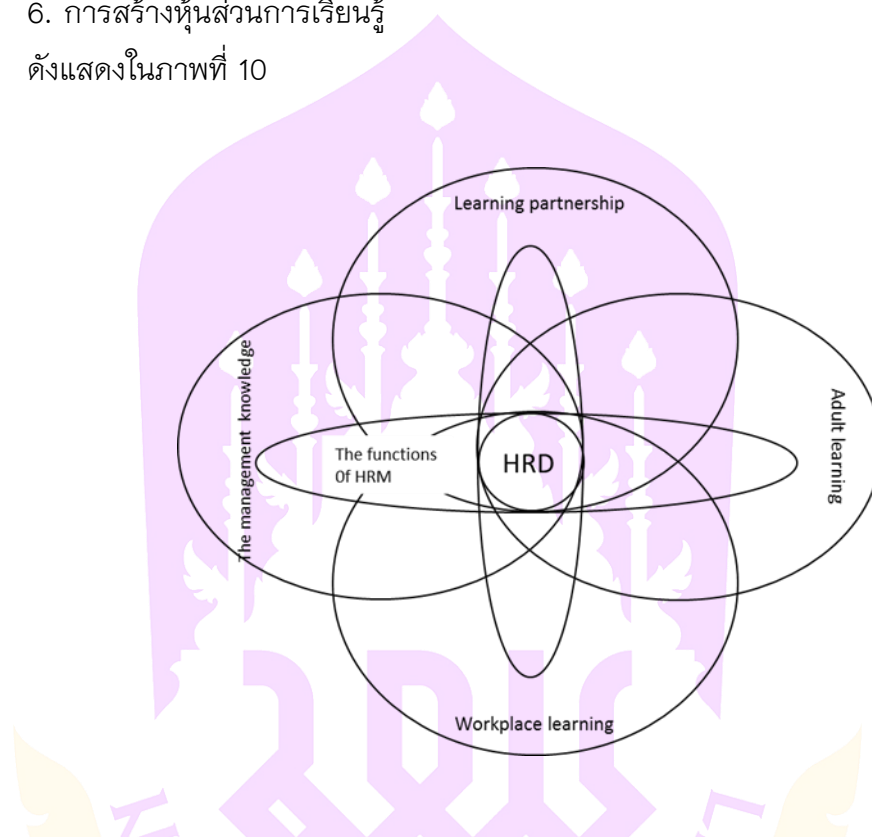 6. การสร้างหุ้นส่วนการเรียนรู้
ดังแสดงในภาพที่ 10
Learning partnership
The management knowledge
Adult learning
The functions
0f HRM
HRD
Workplace learning